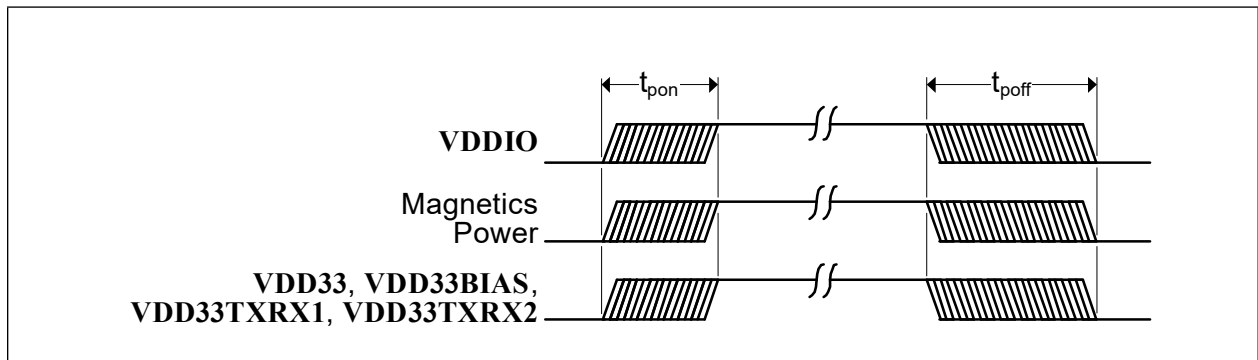 tpon
tpoff
VDDIO
Magnetics
Power
VDD33, VDD33BIAS,
VDD33TXRX1, VDD33TXRX2